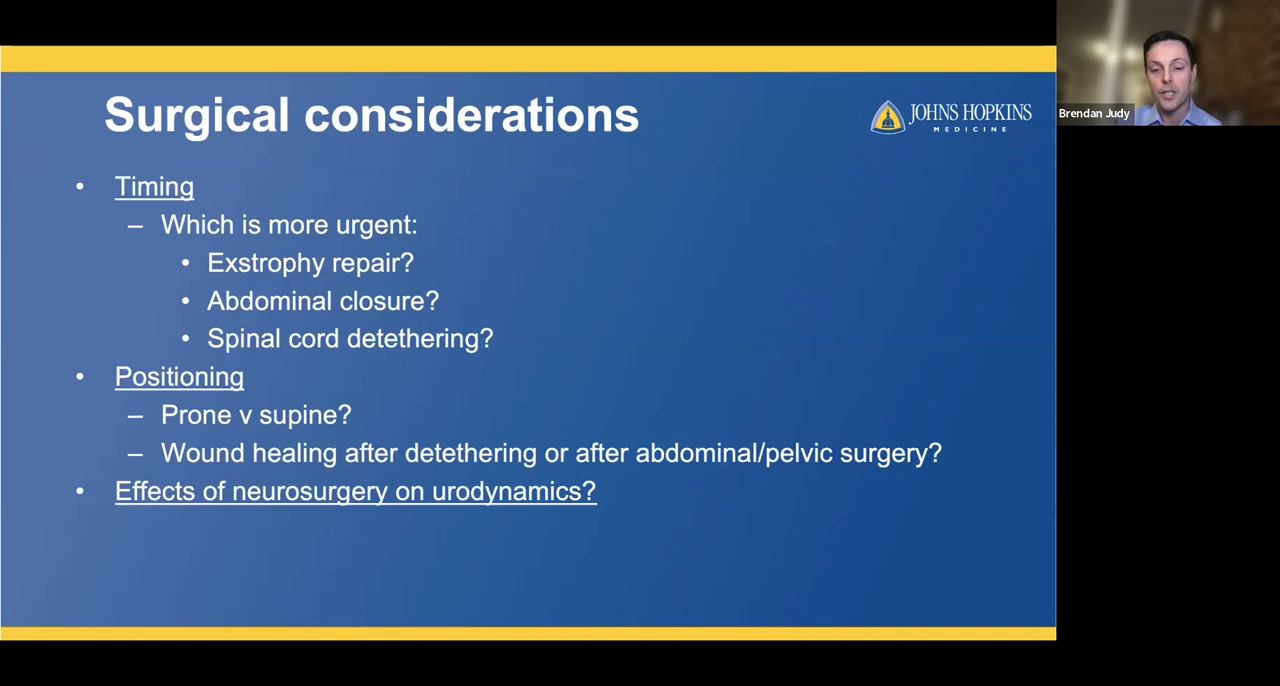 Surgical considerations
JOHNS HOPKINS
MEDICINE
Brendan Judy
• Timing
– Which is more urgent:
• Exstrophy repair?
• Abdominal closure?
• Spinal cord detethering?
• Positioning
– Prone v supine?
– Wound healing after detethering or after abdominal/pelvic surgery?
• Effects of neurosurgery on urodynamics?